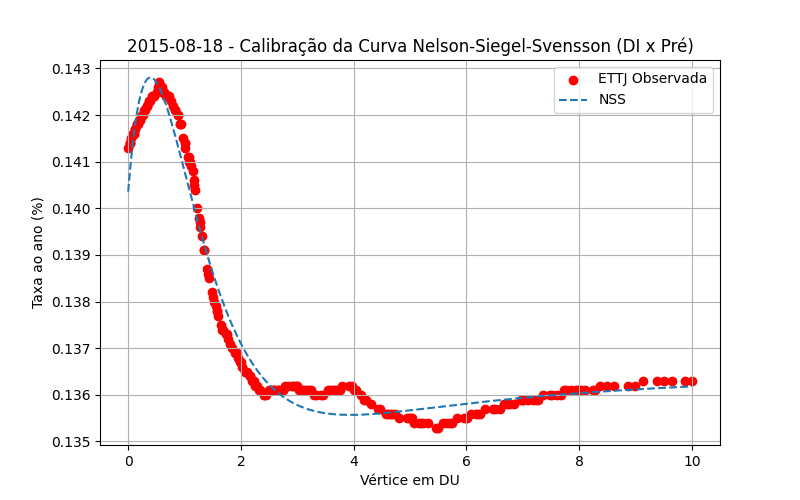 2015-08-18 - Calibração da Curva Nelson-Siegel-Svensson (DI x Pré)
ETTJ Observada
NSS
Taxa ao ano (%)
0.143
0.142
0.141
0.140
0.139
0.138
0.137
0.136
0.135
0 2 4 6 8 10
Vértice em DU